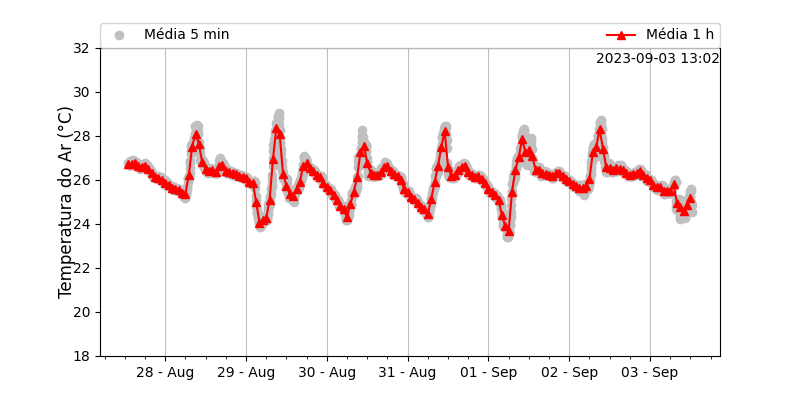 Média 5 min
Média 1 h
2023-09-03 13:02
Temperatura do Ar (°C)
32
30
28
26
24
22
20
18
28 - Aug
29 - Aug
30 - Aug
31 - Aug
01 - Sep
02 - Sep
03 - Sep